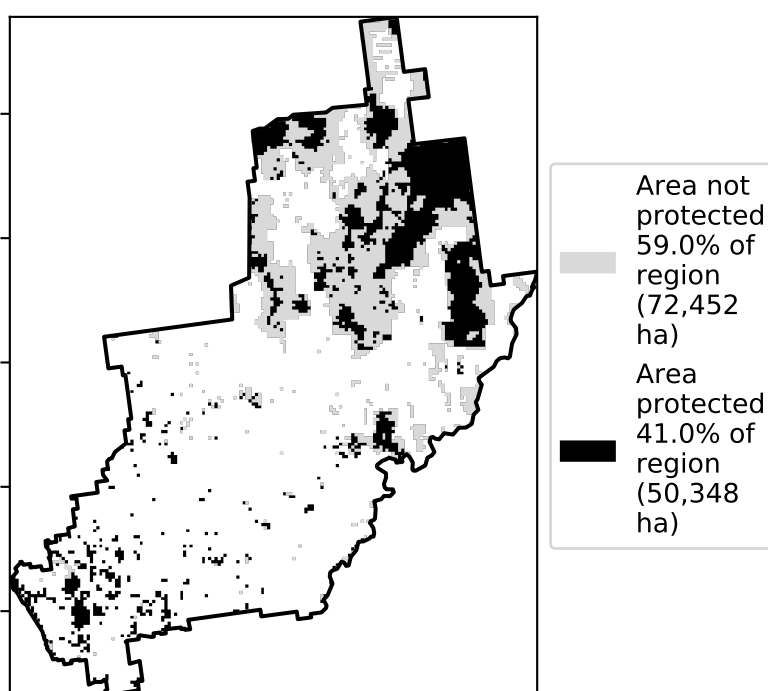 Area not
protected
59.0% of
region
(72,452
ha)
Area
protected
41.0% of
region
(50,348
ha)